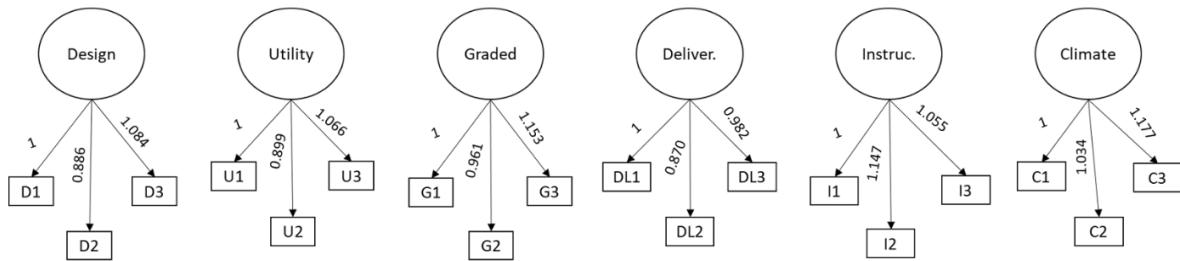 Design Utility Graded Deliver. Instruc. Climate
1 0.886 1.084 1 0.899 1.066 1 0.961 1.153 1 0.870 0.982 1 1.147 1.055 1 1.034 1.177
D1 D3 U1 U3 G1 G3 DL1 DL3 I1 I3 C1 C3
D2 U2 G2 DL2 I2 C2